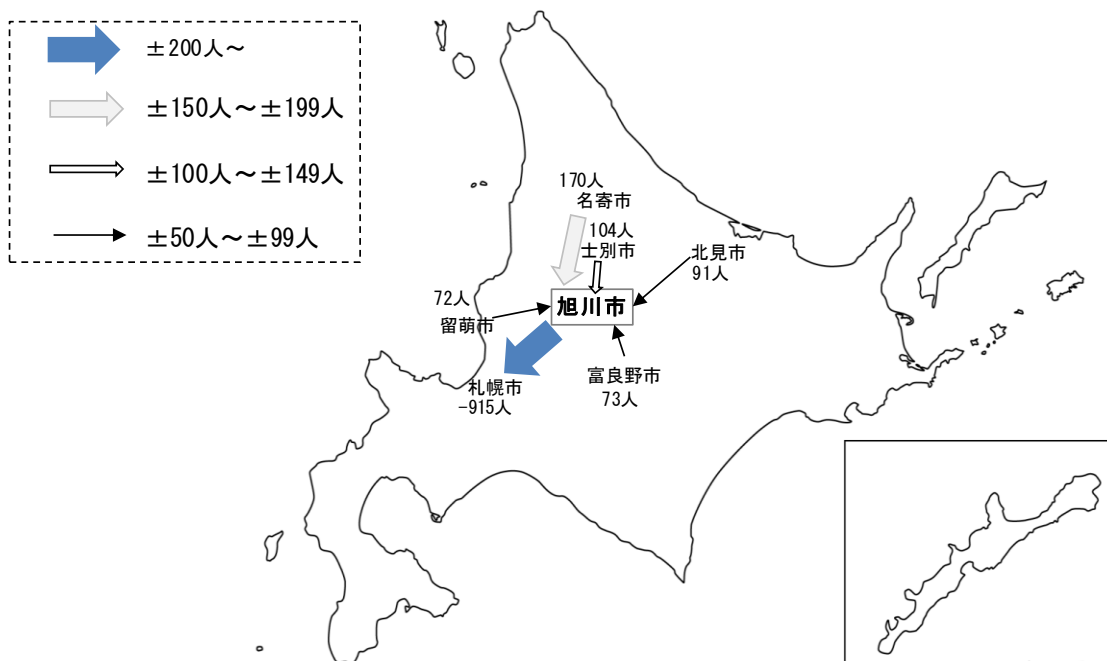 ±200人～
±150人～±199人
±100人～±149人
±50人～±99人
170人
名寄市
104人
士別市
北見市
91人
72人
留萌市
旭川市
富良野市
73人
札幌市
-915人